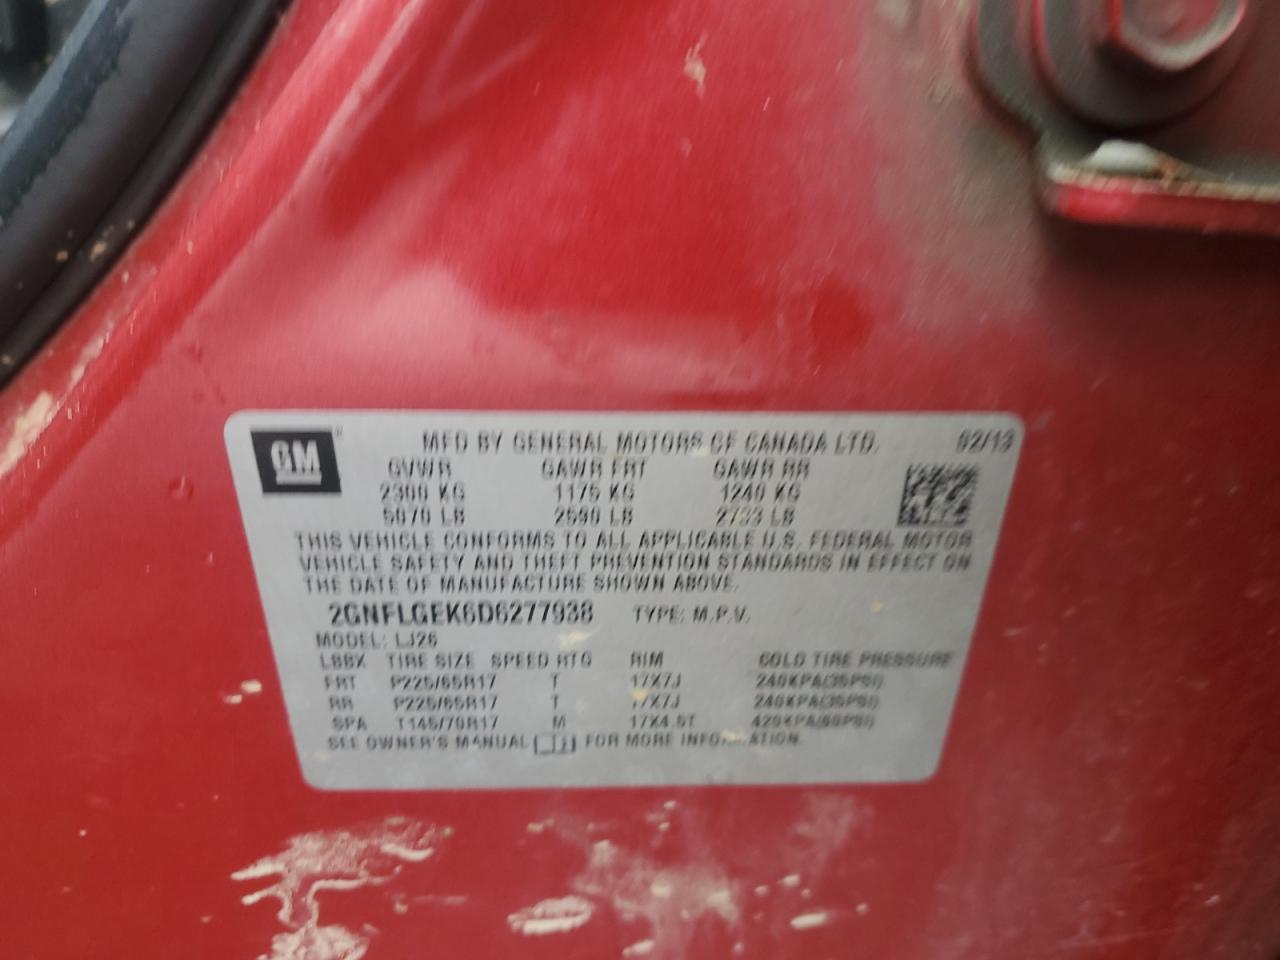 GM
MFD BY GENERAL MOTORS OF CANADA LTD. 02/13
GVWR GAWR FRT GAWR RR
2300 KG 1175 KG 1240 KG
5070 LB 2590 LB 2733 LB
THIS VEHICLE CONFORMS TO ALL APPLICABLE U.S. FEDERAL MOTOR
VEHICLE SAFETY AND THEFT PREVENTION STANDARDS IN EFFECT ON
THE DATE OF MANUFACTURE SHOWN ABOVE.
2GNFLGEK6D6277938 TYPE: M.P.V.
MODEL: LJ26
LBBX TIRE SIZE SPEED RTG RIM COLD TIRE PRESSURE
FRT P225/65R17 T 17X7J 240KPA(35PSI)
RR P225/65R17 T 17X7J 240KPA(35PSI)
SPA T145/70R17 M 17X4.5T 420KPA(60PSI)
SEE OWNER'S MANUAL FOR MORE INFORMATION.